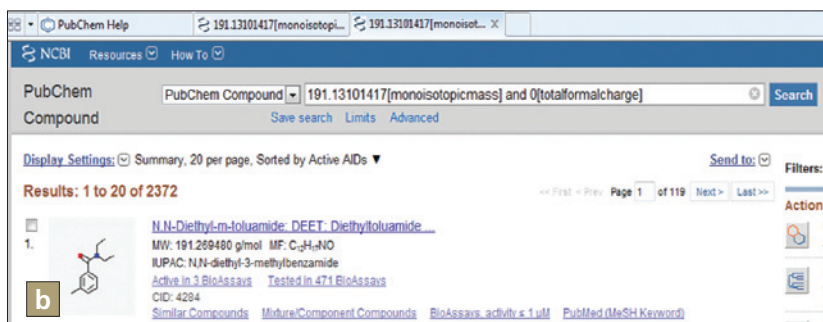 PubChem Help
191.13101417[monoisotopi...
191.13101417[monoisot... X
NCBI Resources How To
PubChem Compound
PubChem Compound
191.13101417[monoisotopicmass] and 0[totalformalcharge]
Search
Save search Limits Advanced
Display Settings: Summary, 20 per page, Sorted by Active AIDs
Send to:
Filters:
Results: 1 to 20 of 2372
<< First < Prev Page 1 of 119 Next > Last >>
Action
N,N-Diethyl-m-toluamide; DEET; Diethyltoluamide ...
1.
MW: 191.269480 g/mol MF: C₁₂H₁₇NO
IUPAC: N,N-diethyl-3-methylbenzamide
Active in 3 BioAssays Tested in 471 BioAssays
CID: 4284
Similar Compounds Mixture/Component Compounds BioAssays, activity ≤ 1 µM PubMed (MeSH Keyword)
b